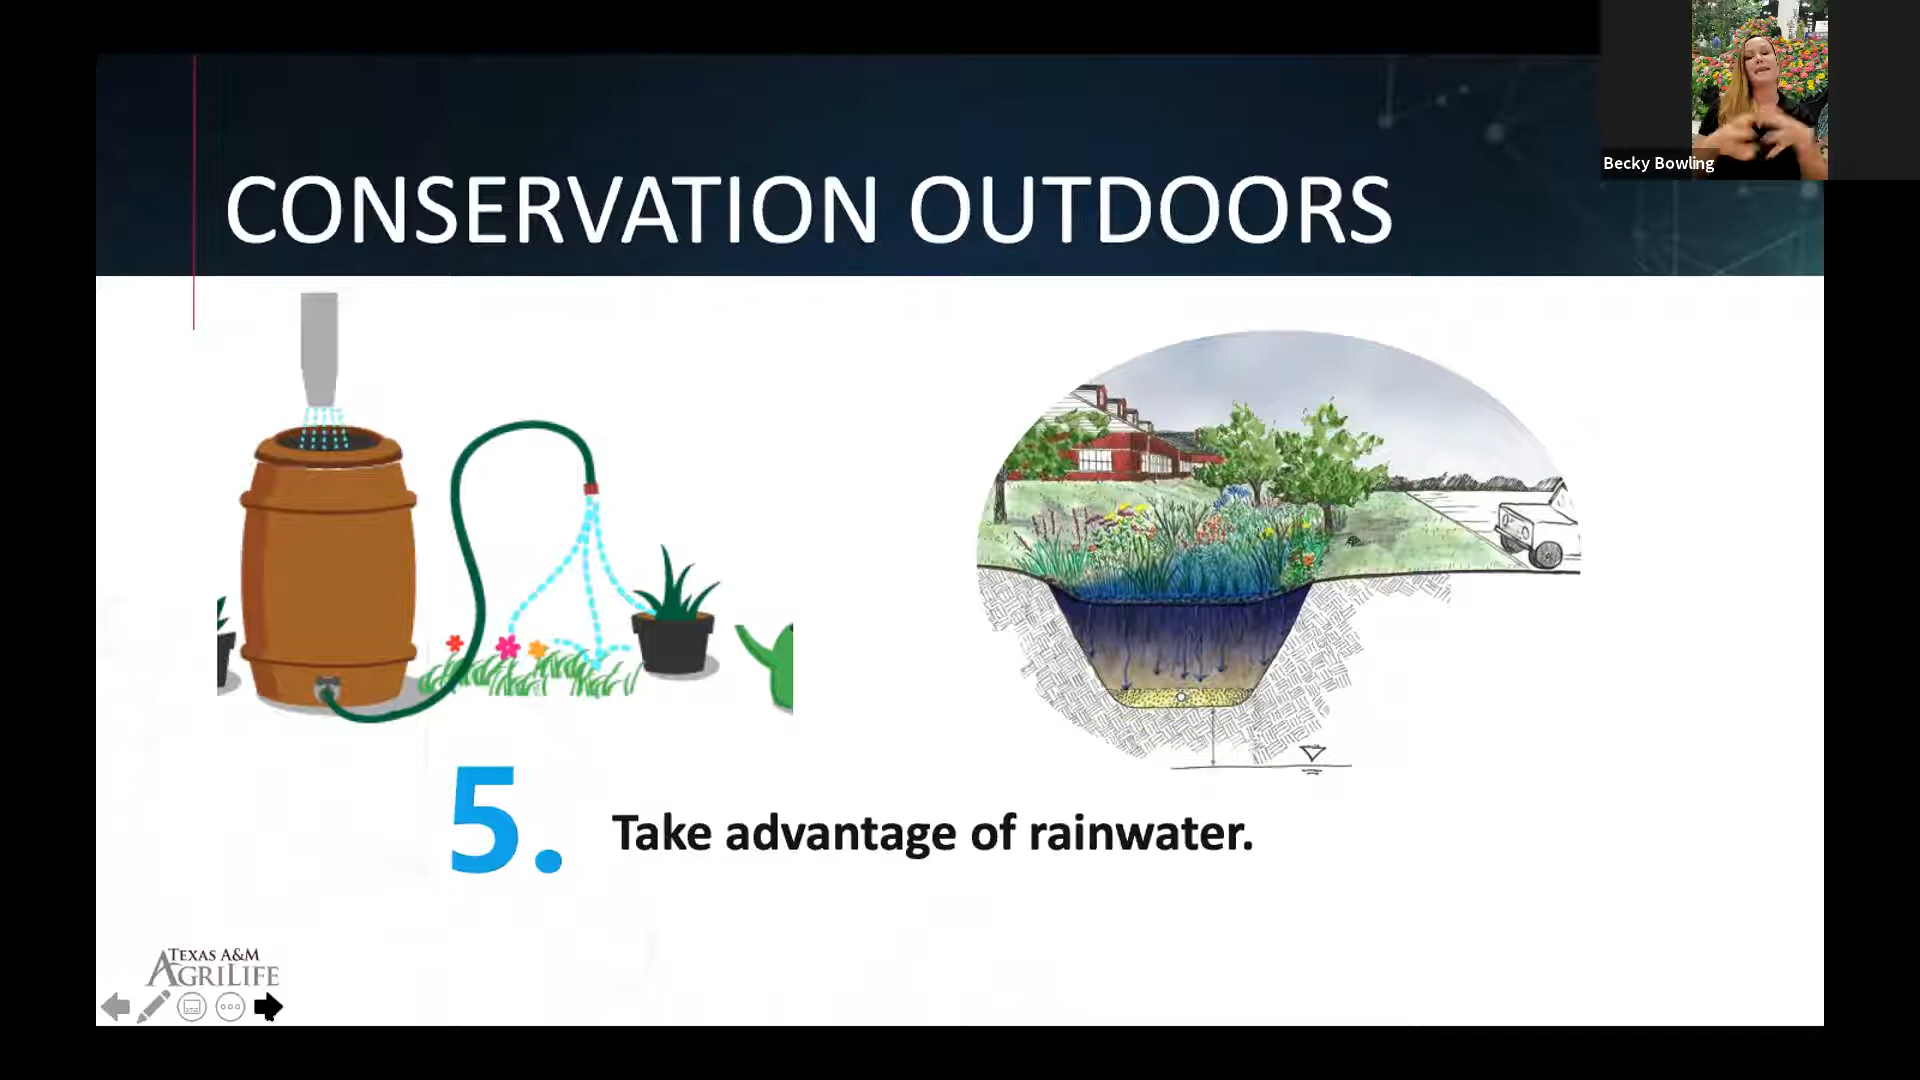 Becky Bowling
CONSERVATION OUTDOORS
5. Take advantage of rainwater.
TEXAS A&M
AGRILIFE